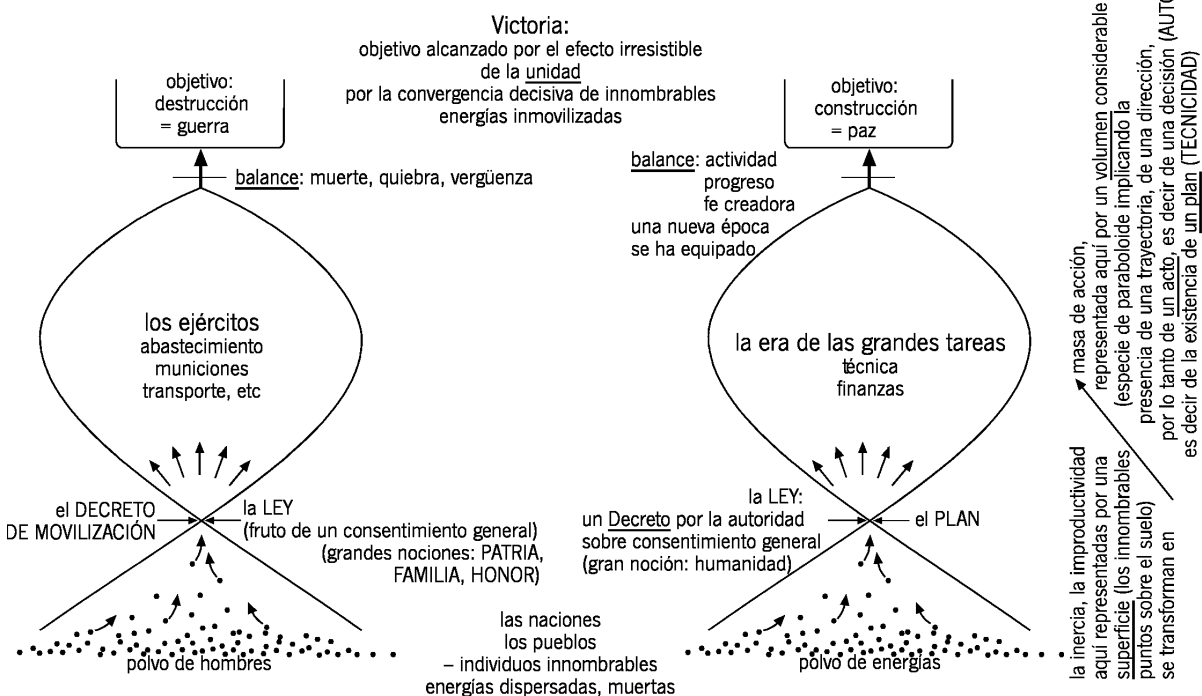 Victoria:
objetivo alcanzado por el efecto irresistible
de la unidad
por la convergencia decisiva de innombrables
energías inmovilizadas
objetivo:
destrucción
= guerra
balance: muerte, quiebra, vergüenza
los ejércitos
abastecimiento
municiones
transporte, etc
el DECRETO
DE MOVILIZACIÓN
la LEY
(fruto de un consentimiento general)
(grandes nociones: PATRIA,
FAMILIA, HONOR)
polvo de hombres
las naciones
los pueblos
– individuos innombrables
energías dispersadas, muertas
objetivo:
construcción
= paz
balance: actividad
progreso
fe creadora
una nueva época
se ha equipado
la era de las grandes tareas
técnica
finanzas
la LEY:
un Decreto por la autoridad
sobre consentimiento general
(gran noción: humanidad)
el PLAN
polvo de energías
la inercia, la improductividad
aquí representadas por una
superficie (los innombrables
puntos sobre el suelo)
se transforman en
masa de acción,
representada aquí por un volumen considerable
(especie de paraboloide implicando la
presencia de una trayectoria, de una dirección,
por lo tanto de un acto, es decir de una decisión
es decir de la existencia de un plan (TECNICIDAD)